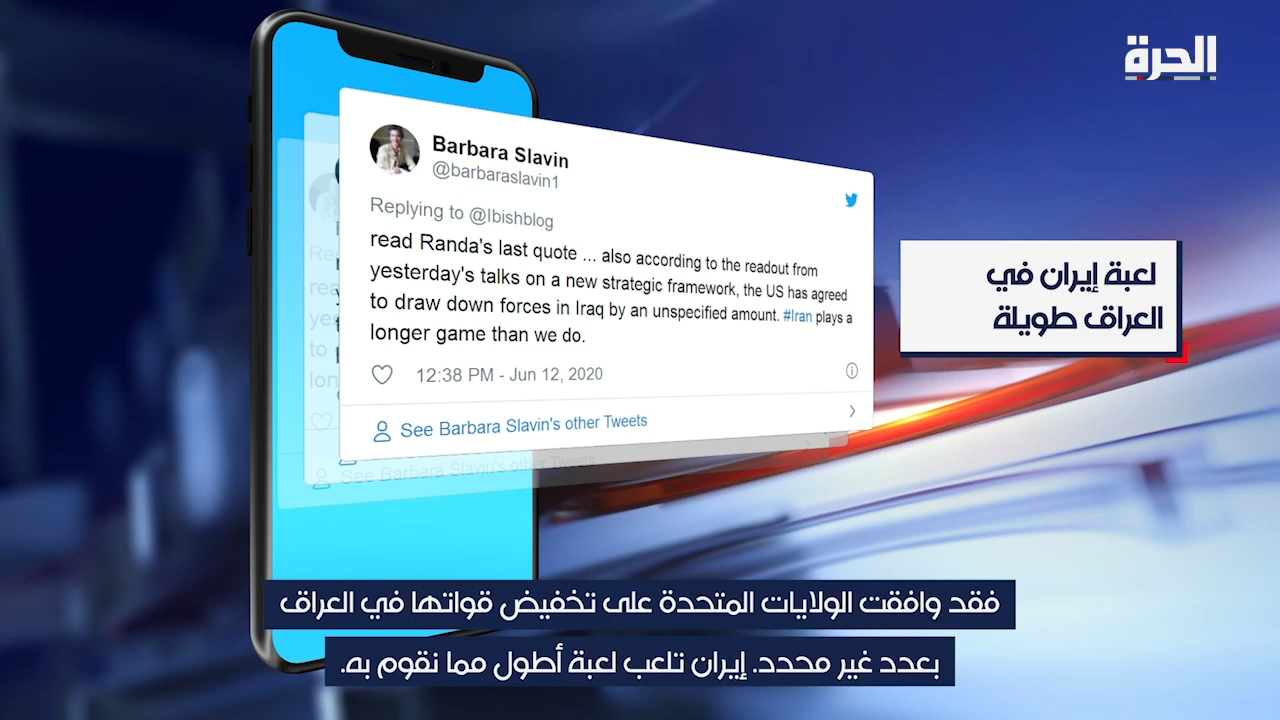 الحرة
Barbara Slavin
@barbaraslavin1
Replying to @Ibishblog
read Randa's last quote ... also according to the readout from
yesterday's talks on a new strategic framework, the US has agreed
to draw down forces in Iraq by an unspecified amount. #Iran plays a
longer game than we do.
12:38 PM - Jun 12, 2020
See Barbara Slavin's other Tweets
لعبة إيران في
العراق طويلة
فقد وافقت الولايات المتحدة على تخفيض قواتها في العراق
بعدد غير محدد. إيران تلعب لعبة أطول مما نقوم به.